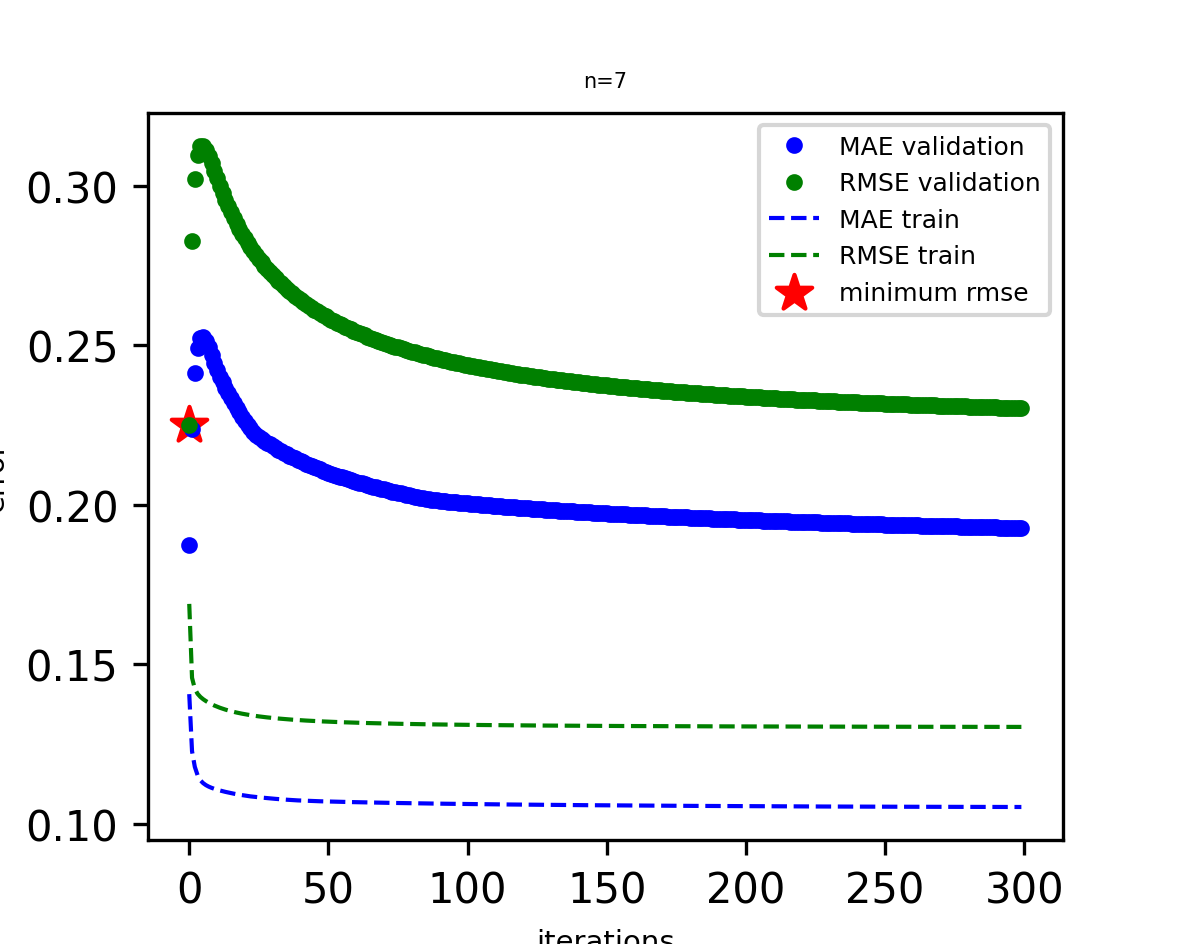 n=7
MAE validation
RMSE validation
MAE train
RMSE train
minimum rmse
0.30
0.25
0.20
0.15
0.10
error
0 50 100 150 200 250 300
iterations